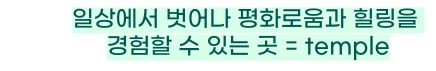 일상에서 벗어나 평화로움과 힐링을
경험할 수 있는 곳 = temple